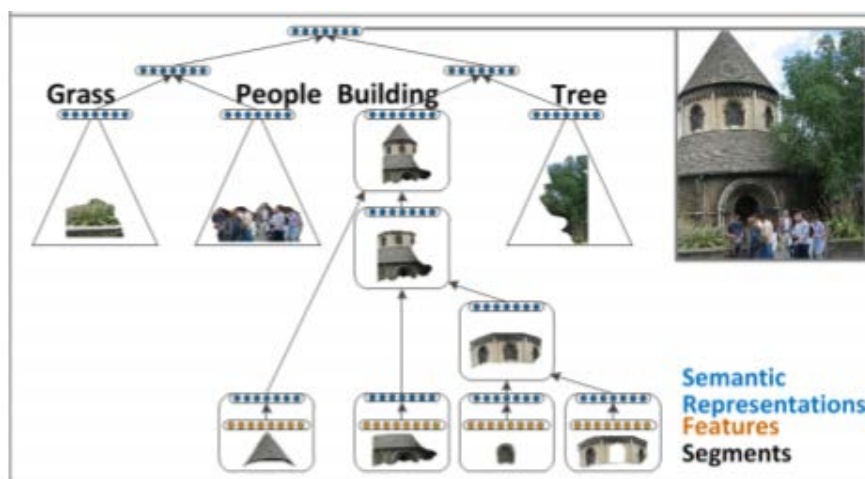 Grass People Building Tree
Semantic
Representations
Features
Segments